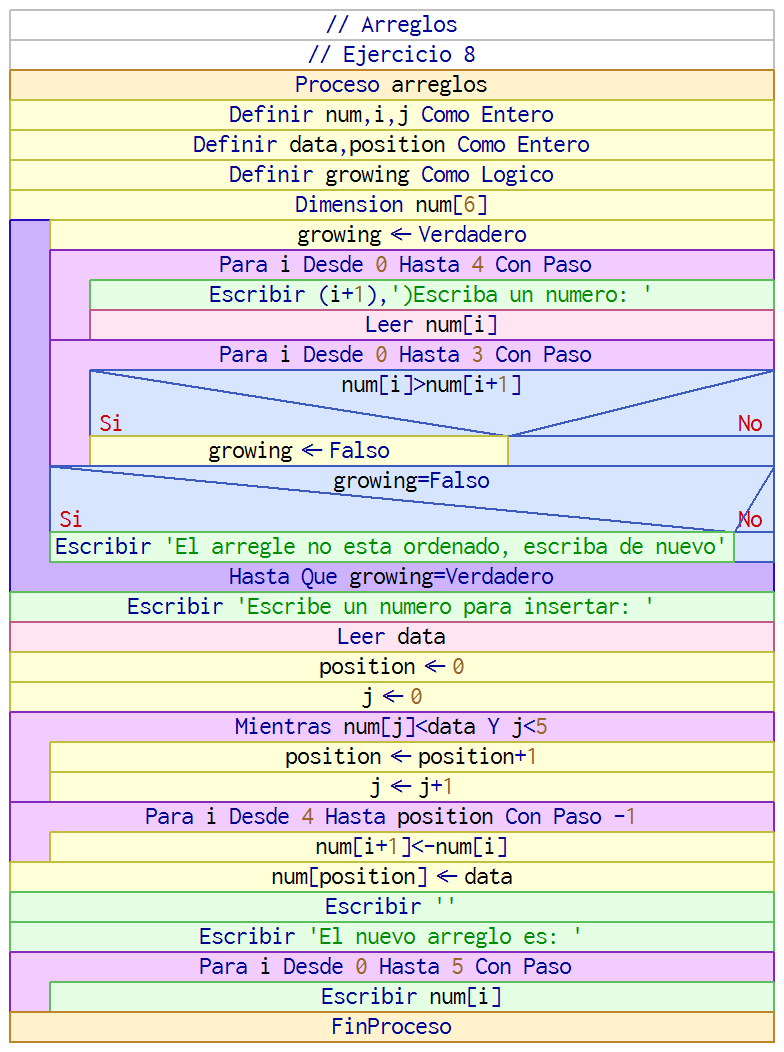 // Arreglos
// Ejercicio 8
Proceso arreglos
Definir num,i,j Como Entero
Definir data,position Como Entero
Definir growing Como Logico
Dimension num[6]
growing ← Verdadero
Para i Desde 0 Hasta 4 Con Paso
Escribir (i+1),')Escriba un numero: '
Leer num[i]
Para i Desde 0 Hasta 3 Con Paso
num[i]>num[i+1]
Si No
growing ← Falso
growing=Falso
Si No
Escribir 'El arregle no esta ordenado, escriba de nuevo'
Hasta Que growing=Verdadero
Escribir 'Escribe un numero para insertar: '
Leer data
position ← 0
j ← 0
Mientras num[j]<data Y j<5
position ← position+1
j ← j+1
Para i Desde 4 Hasta position Con Paso -1
num[i+1]<-num[i]
num[position] ← data
Escribir ''
Escribir 'El nuevo arreglo es: '
Para i Desde 0 Hasta 5 Con Paso
Escribir num[i]
FinProceso